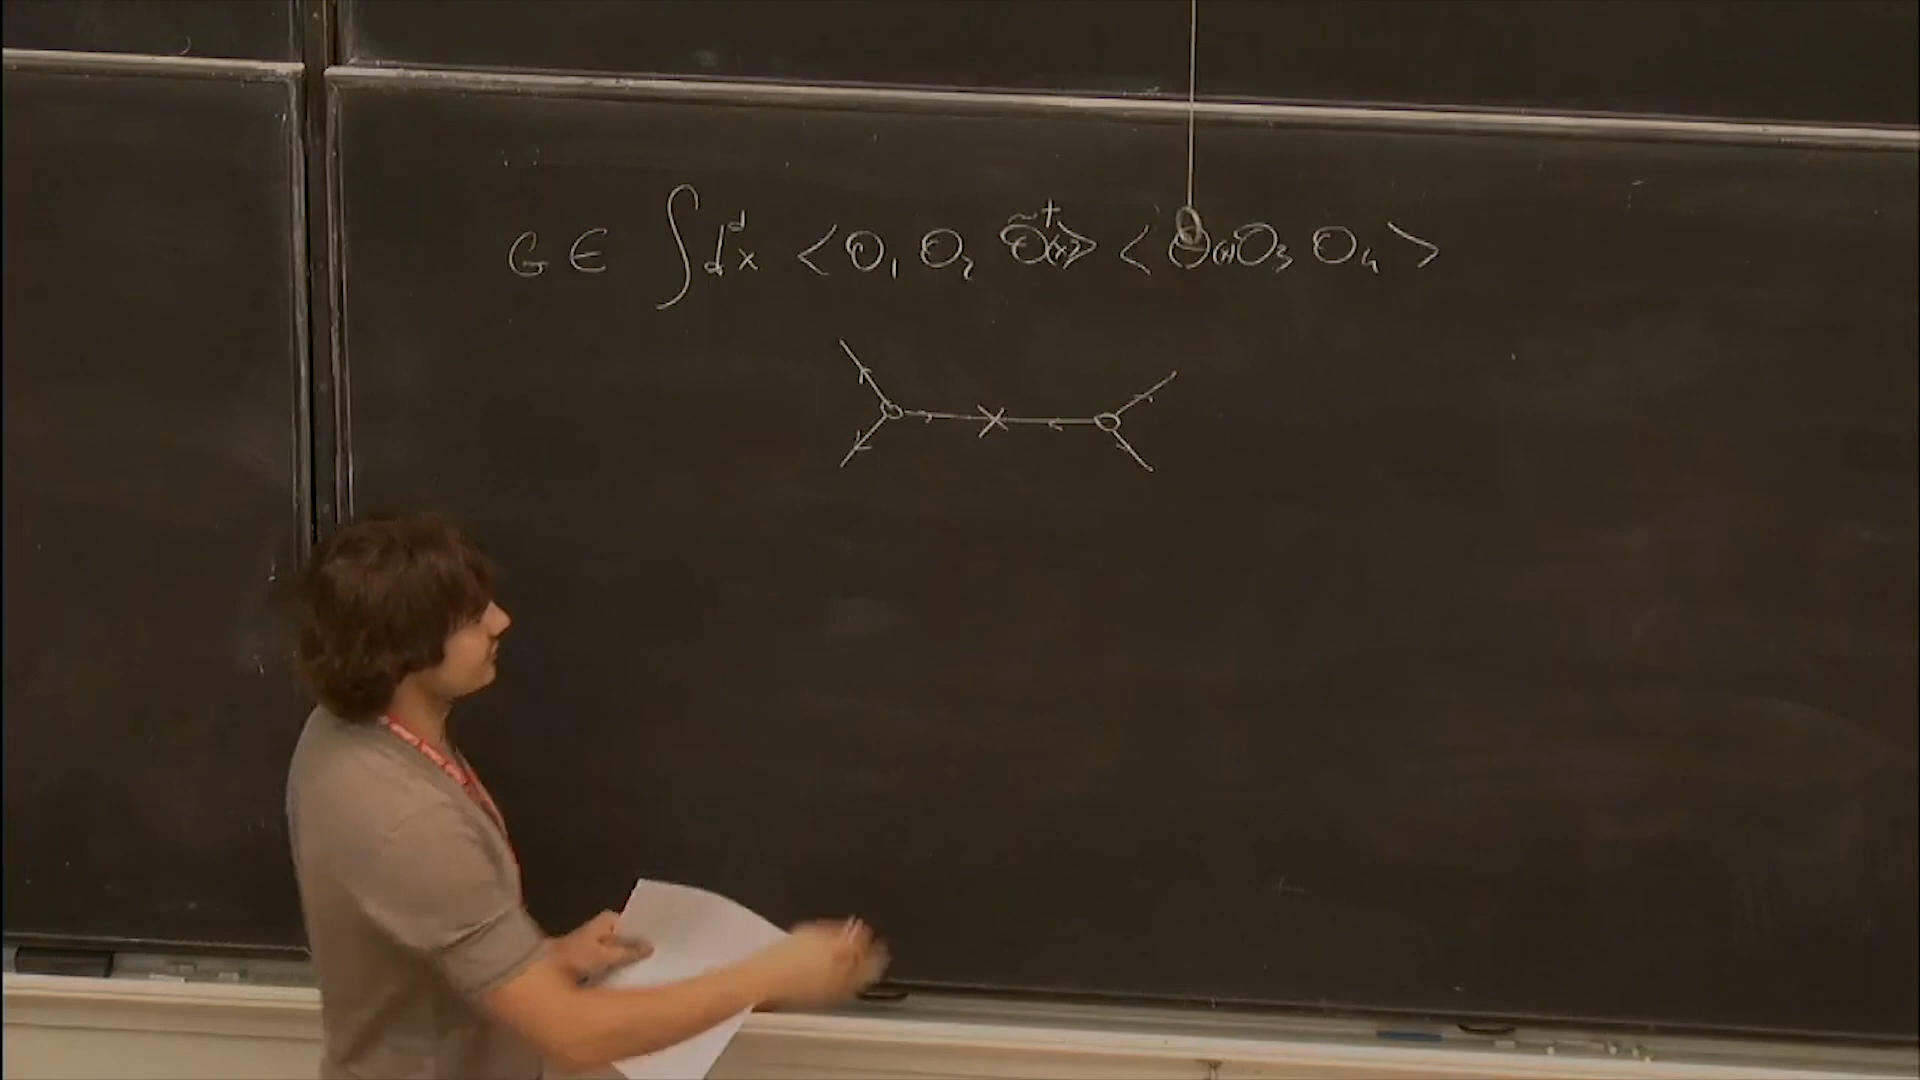 G ∈ ∫ dᵈx <O₁ O₂ Õ†(x)> <O(x) O₃ O₄>